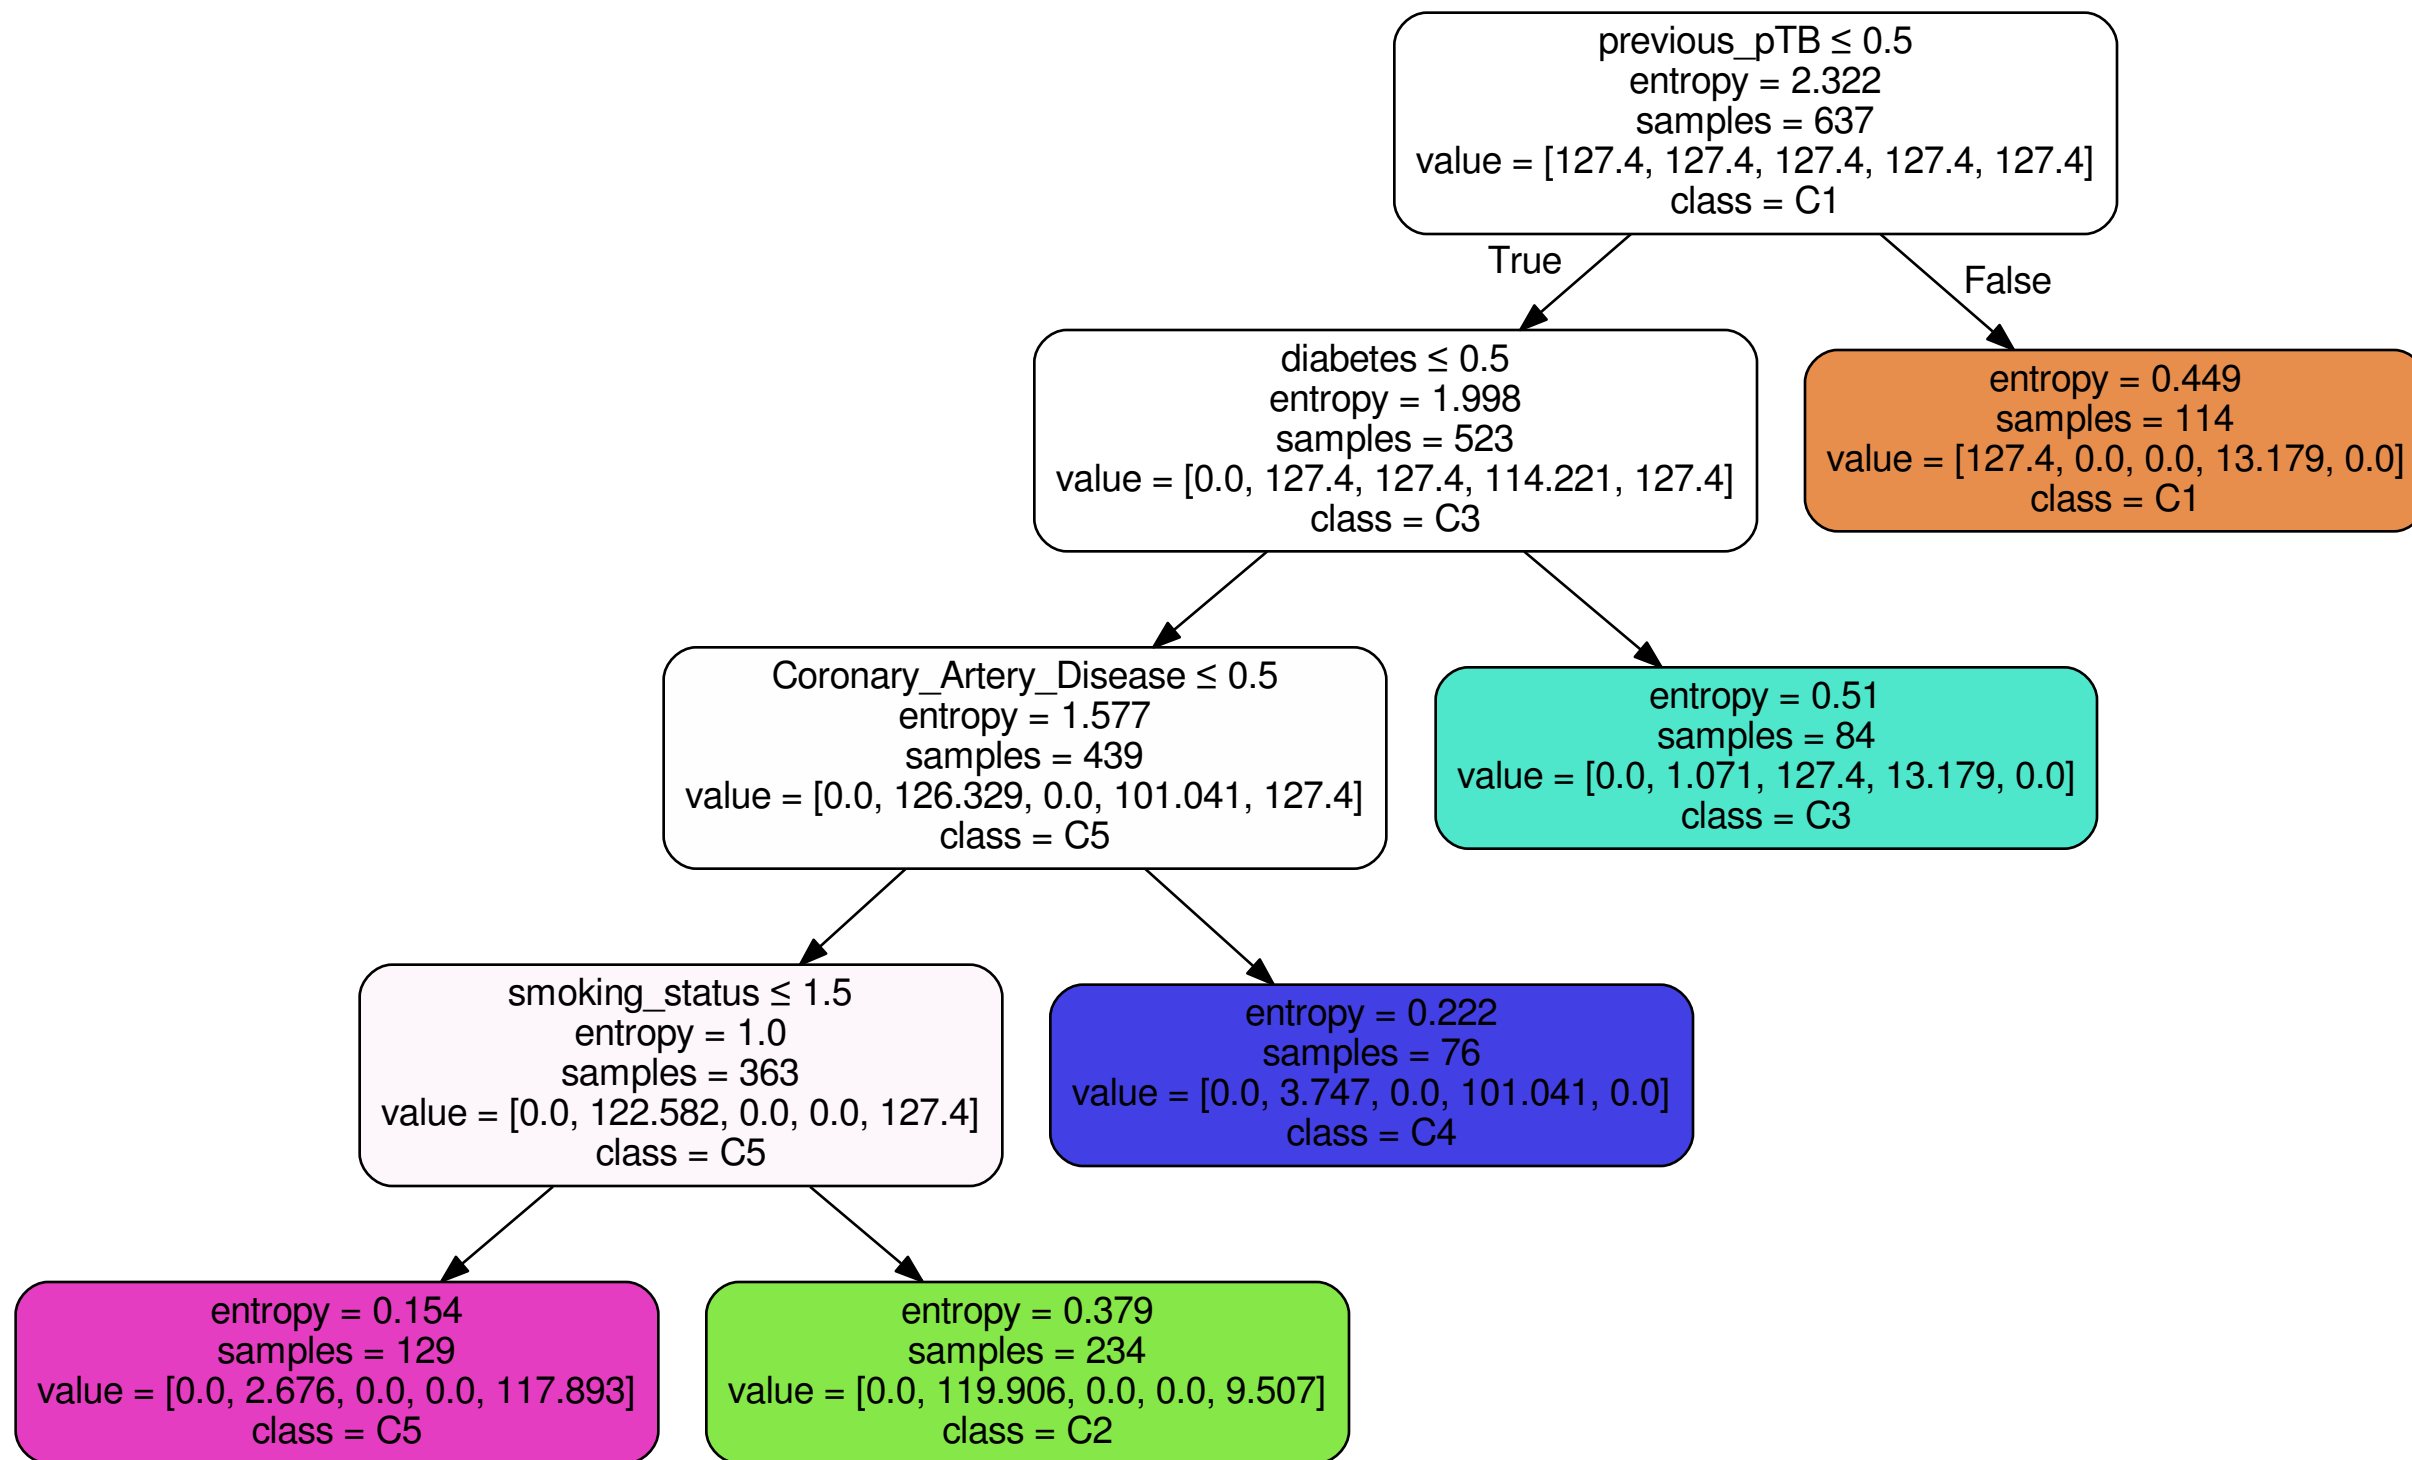 previous_pTB ≤ 0.5
entropy = 2.322
samples = 637
value = [127.4, 127.4, 127.4, 127.4, 127.4]
class = C1
True
False
diabetes ≤ 0.5
entropy = 1.998
samples = 523
value = [0.0, 127.4, 127.4, 114.221, 127.4]
class = C3
entropy = 0.449
samples = 114
value = [127.4, 0.0, 0.0, 13.179, 0.0]
class = C1
Coronary_Artery_Disease ≤ 0.5
entropy = 1.577
samples = 439
value = [0.0, 126.329, 0.0, 101.041, 127.4]
class = C5
entropy = 0.51
samples = 84
value = [0.0, 1.071, 127.4, 13.179, 0.0]
class = C3
smoking_status ≤ 1.5
entropy = 1.0
samples = 363
value = [0.0, 122.582, 0.0, 0.0, 127.4]
class = C5
entropy = 0.222
samples = 76
value = [0.0, 3.747, 0.0, 101.041, 0.0]
class = C4
entropy = 0.154
samples = 129
value = [0.0, 2.676, 0.0, 0.0, 117.893]
class = C5
entropy = 0.379
samples = 234
value = [0.0, 119.906, 0.0, 0.0, 9.507]
class = C2